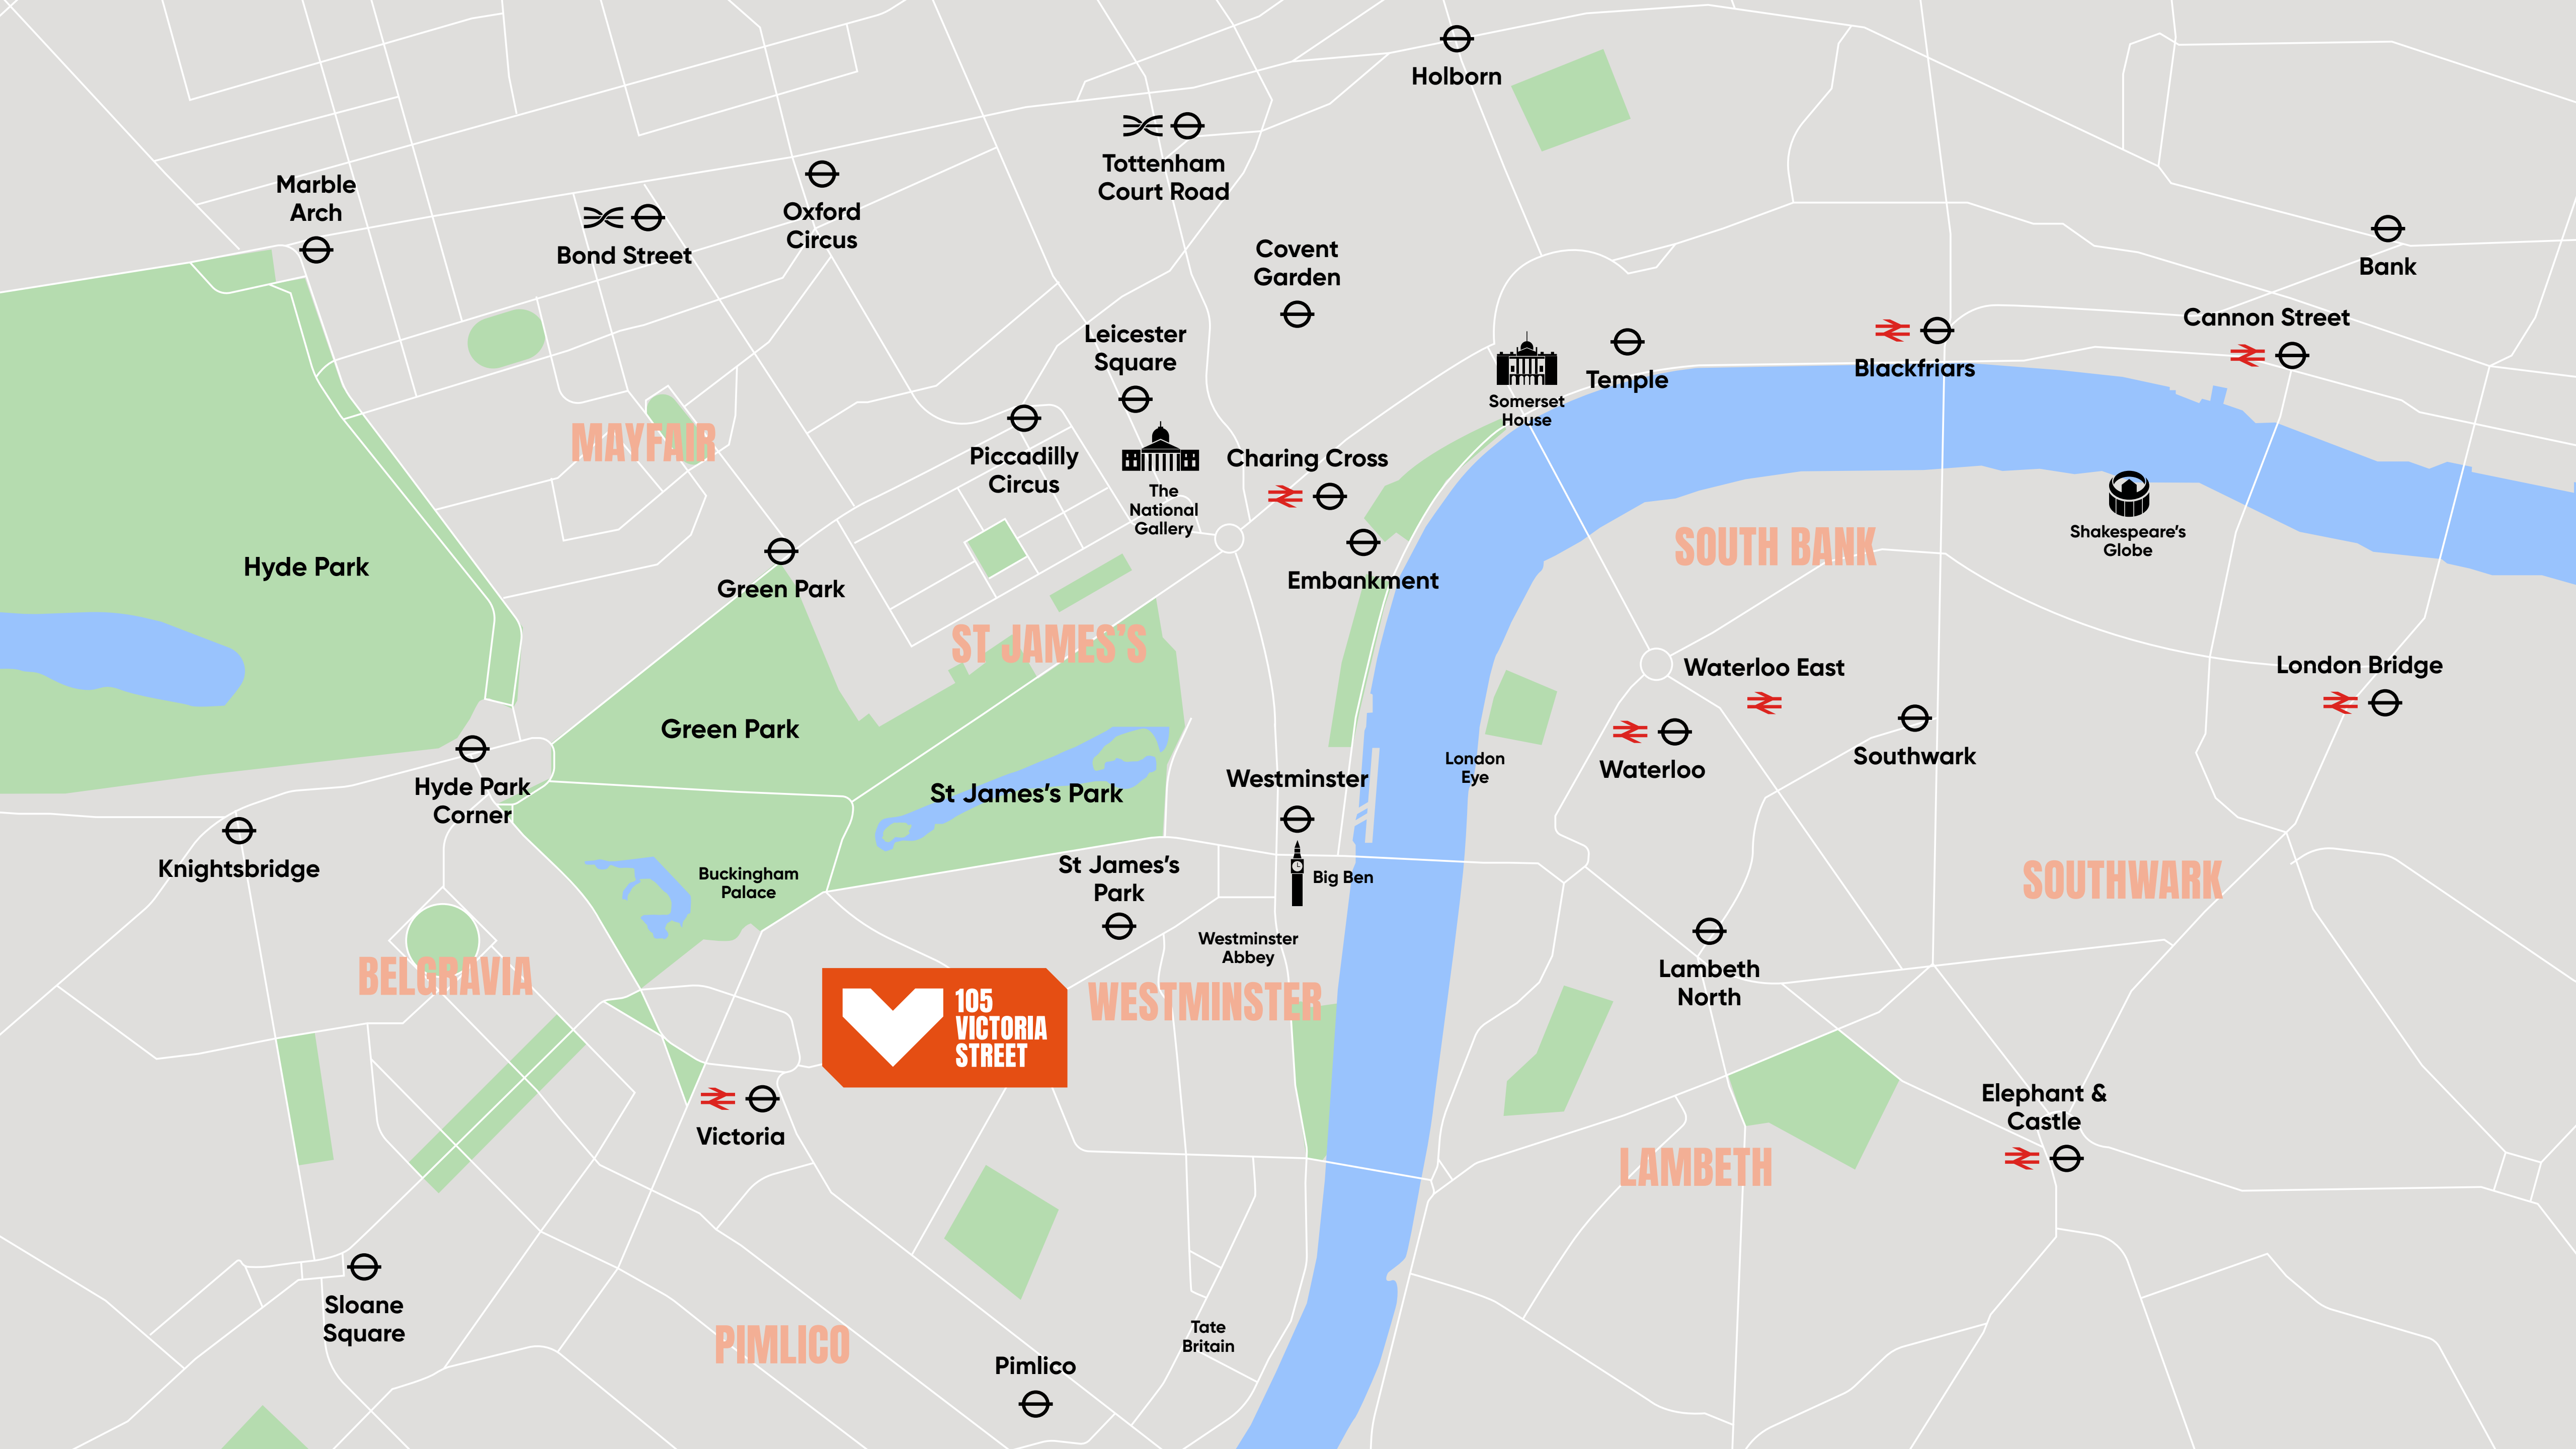 Holborn
Tottenham
Court Road
Marble
Arch
Oxford
Circus
Bond Street
Covent
Garden
Bank
Cannon Street
Leicester
Square
Temple
Blackfriars
Somerset
House
MAYFAIR
Piccadilly
Circus
Charing Cross
The
National
Gallery
Shakespeare’s
Globe
SOUTH BANK
Hyde Park
Green Park
Embankment
ST JAMES’S
Waterloo East
London Bridge
Green Park
Southwark
London
Eye
Waterloo
Westminster
St James’s Park
Hyde Park
Corner
Knightsbridge
Buckingham
Palace
St James’s
Park
Big Ben
SOUTHWARK
Westminster
Abbey
BELGRAVIA
Lambeth
North
WESTMINSTER
105
VICTORIA
STREET
Elephant &
Castle
Victoria
LAMBETH
Sloane
Square
PIMLICO
Tate
Britain
Pimlico